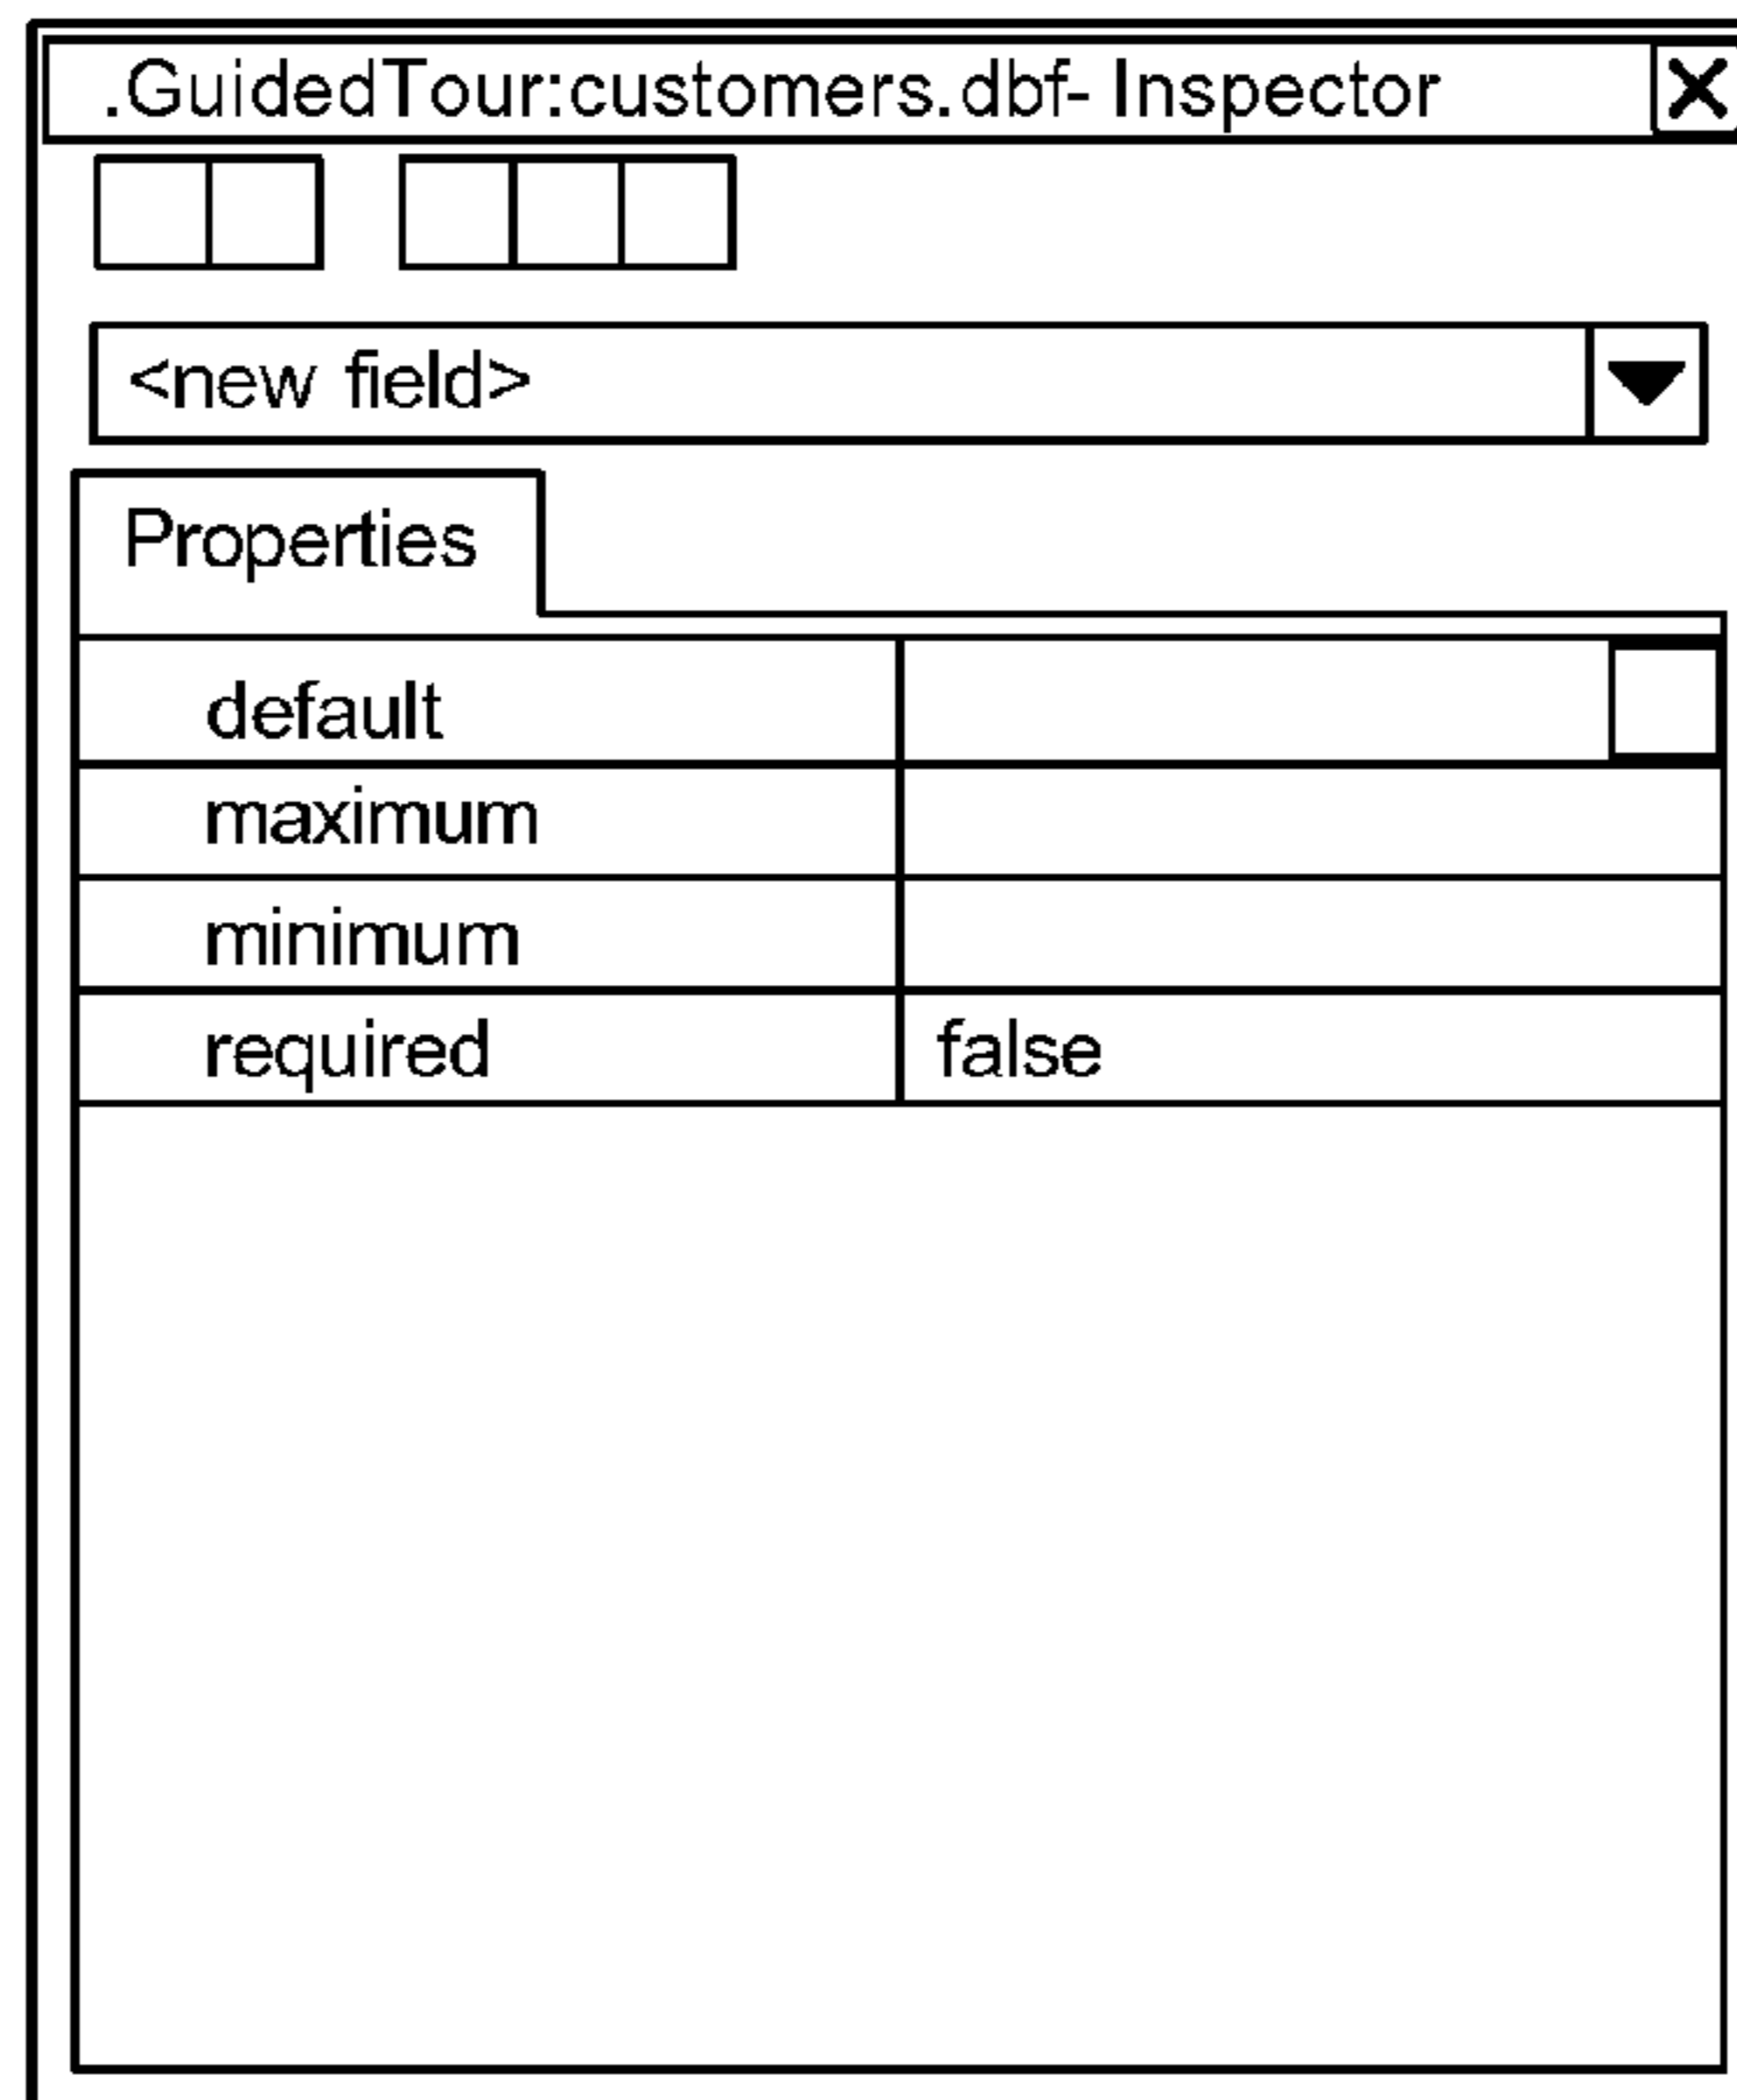 .GuidedTour:customers.dbf- Inspector
<new field>
Properties
default
maximum
minimum
required false